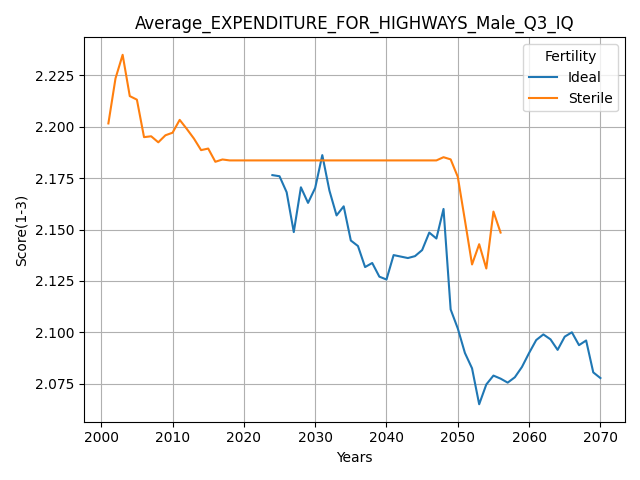 Average_EXPENDITURE_FOR_HIGHWAYS_Male_Q3_IQ
Fertility
Ideal
Sterile
Score(1-3)
2.225
2.200
2.175
2.150
2.125
2.100
2.075
2000 2010 2020 2030 2040 2050 2060 2070
Years